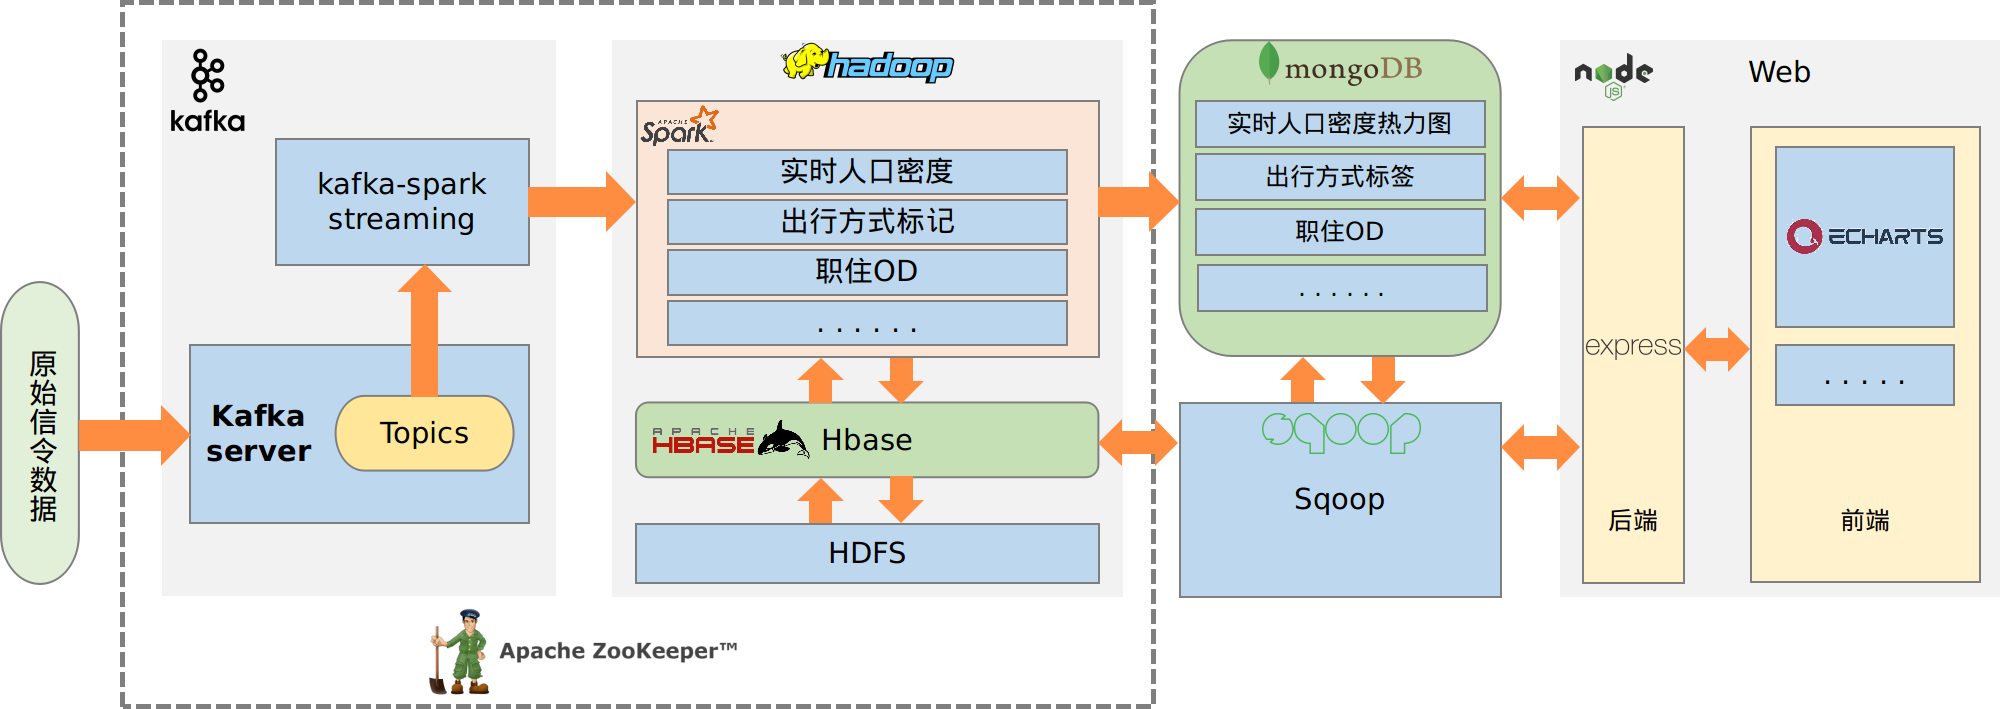 原始信令数据
kafka
kafka-spark
streaming
Kafka
server
Topics
Apache ZooKeeper™
hadoop
APACHE
Spark™
实时人口密度
出行方式标记
职住OD
. . . . . .
APACHE
HBASE
Hbase
HDFS
mongoDB
实时人口密度热力图
出行方式标签
职住OD
. . . . . .
sqoop
Sqoop
node
JS
Web
express
后端
ECHARTS
. . . . .
前端